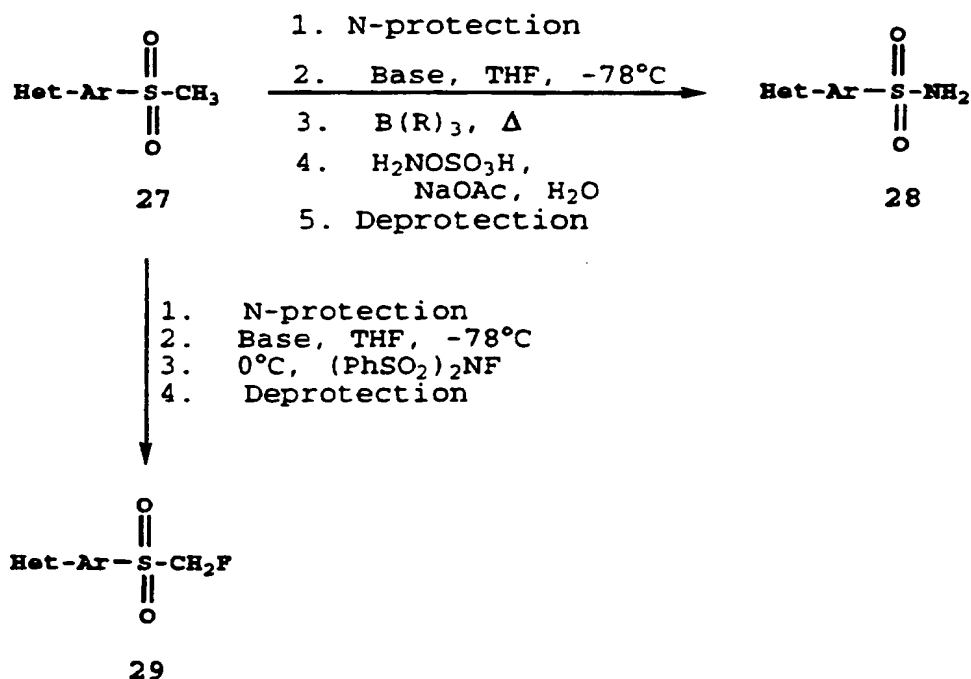 1. N-protection
2. Base, THF, -78°C
3. B(R)₃, Δ
4. H₂NOSO₃H,
NaOAc, H₂O
5. Deprotection
O
Het-Ar-S-CH₃
O
27
O
Het-Ar-S-NH₂
O
28
1. N-protection
2. Base, THF, -78°C
3. 0°C, (PhSO₂)₂NF
4. Deprotection
O
Het-Ar-S-CH₂F
O
29